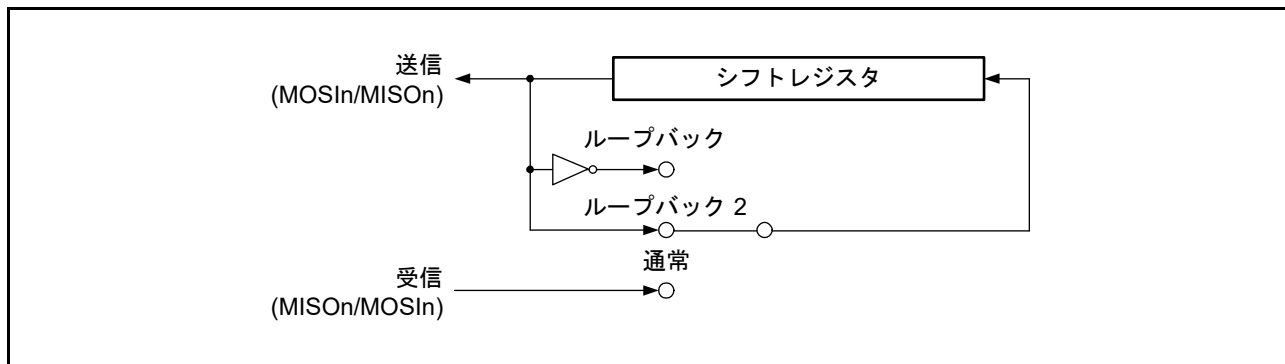 送信
(MOSIn/MISOn)
シフトレジスタ
ループバック
ループバック 2
通常
受信
(MISOn/MOSIn)